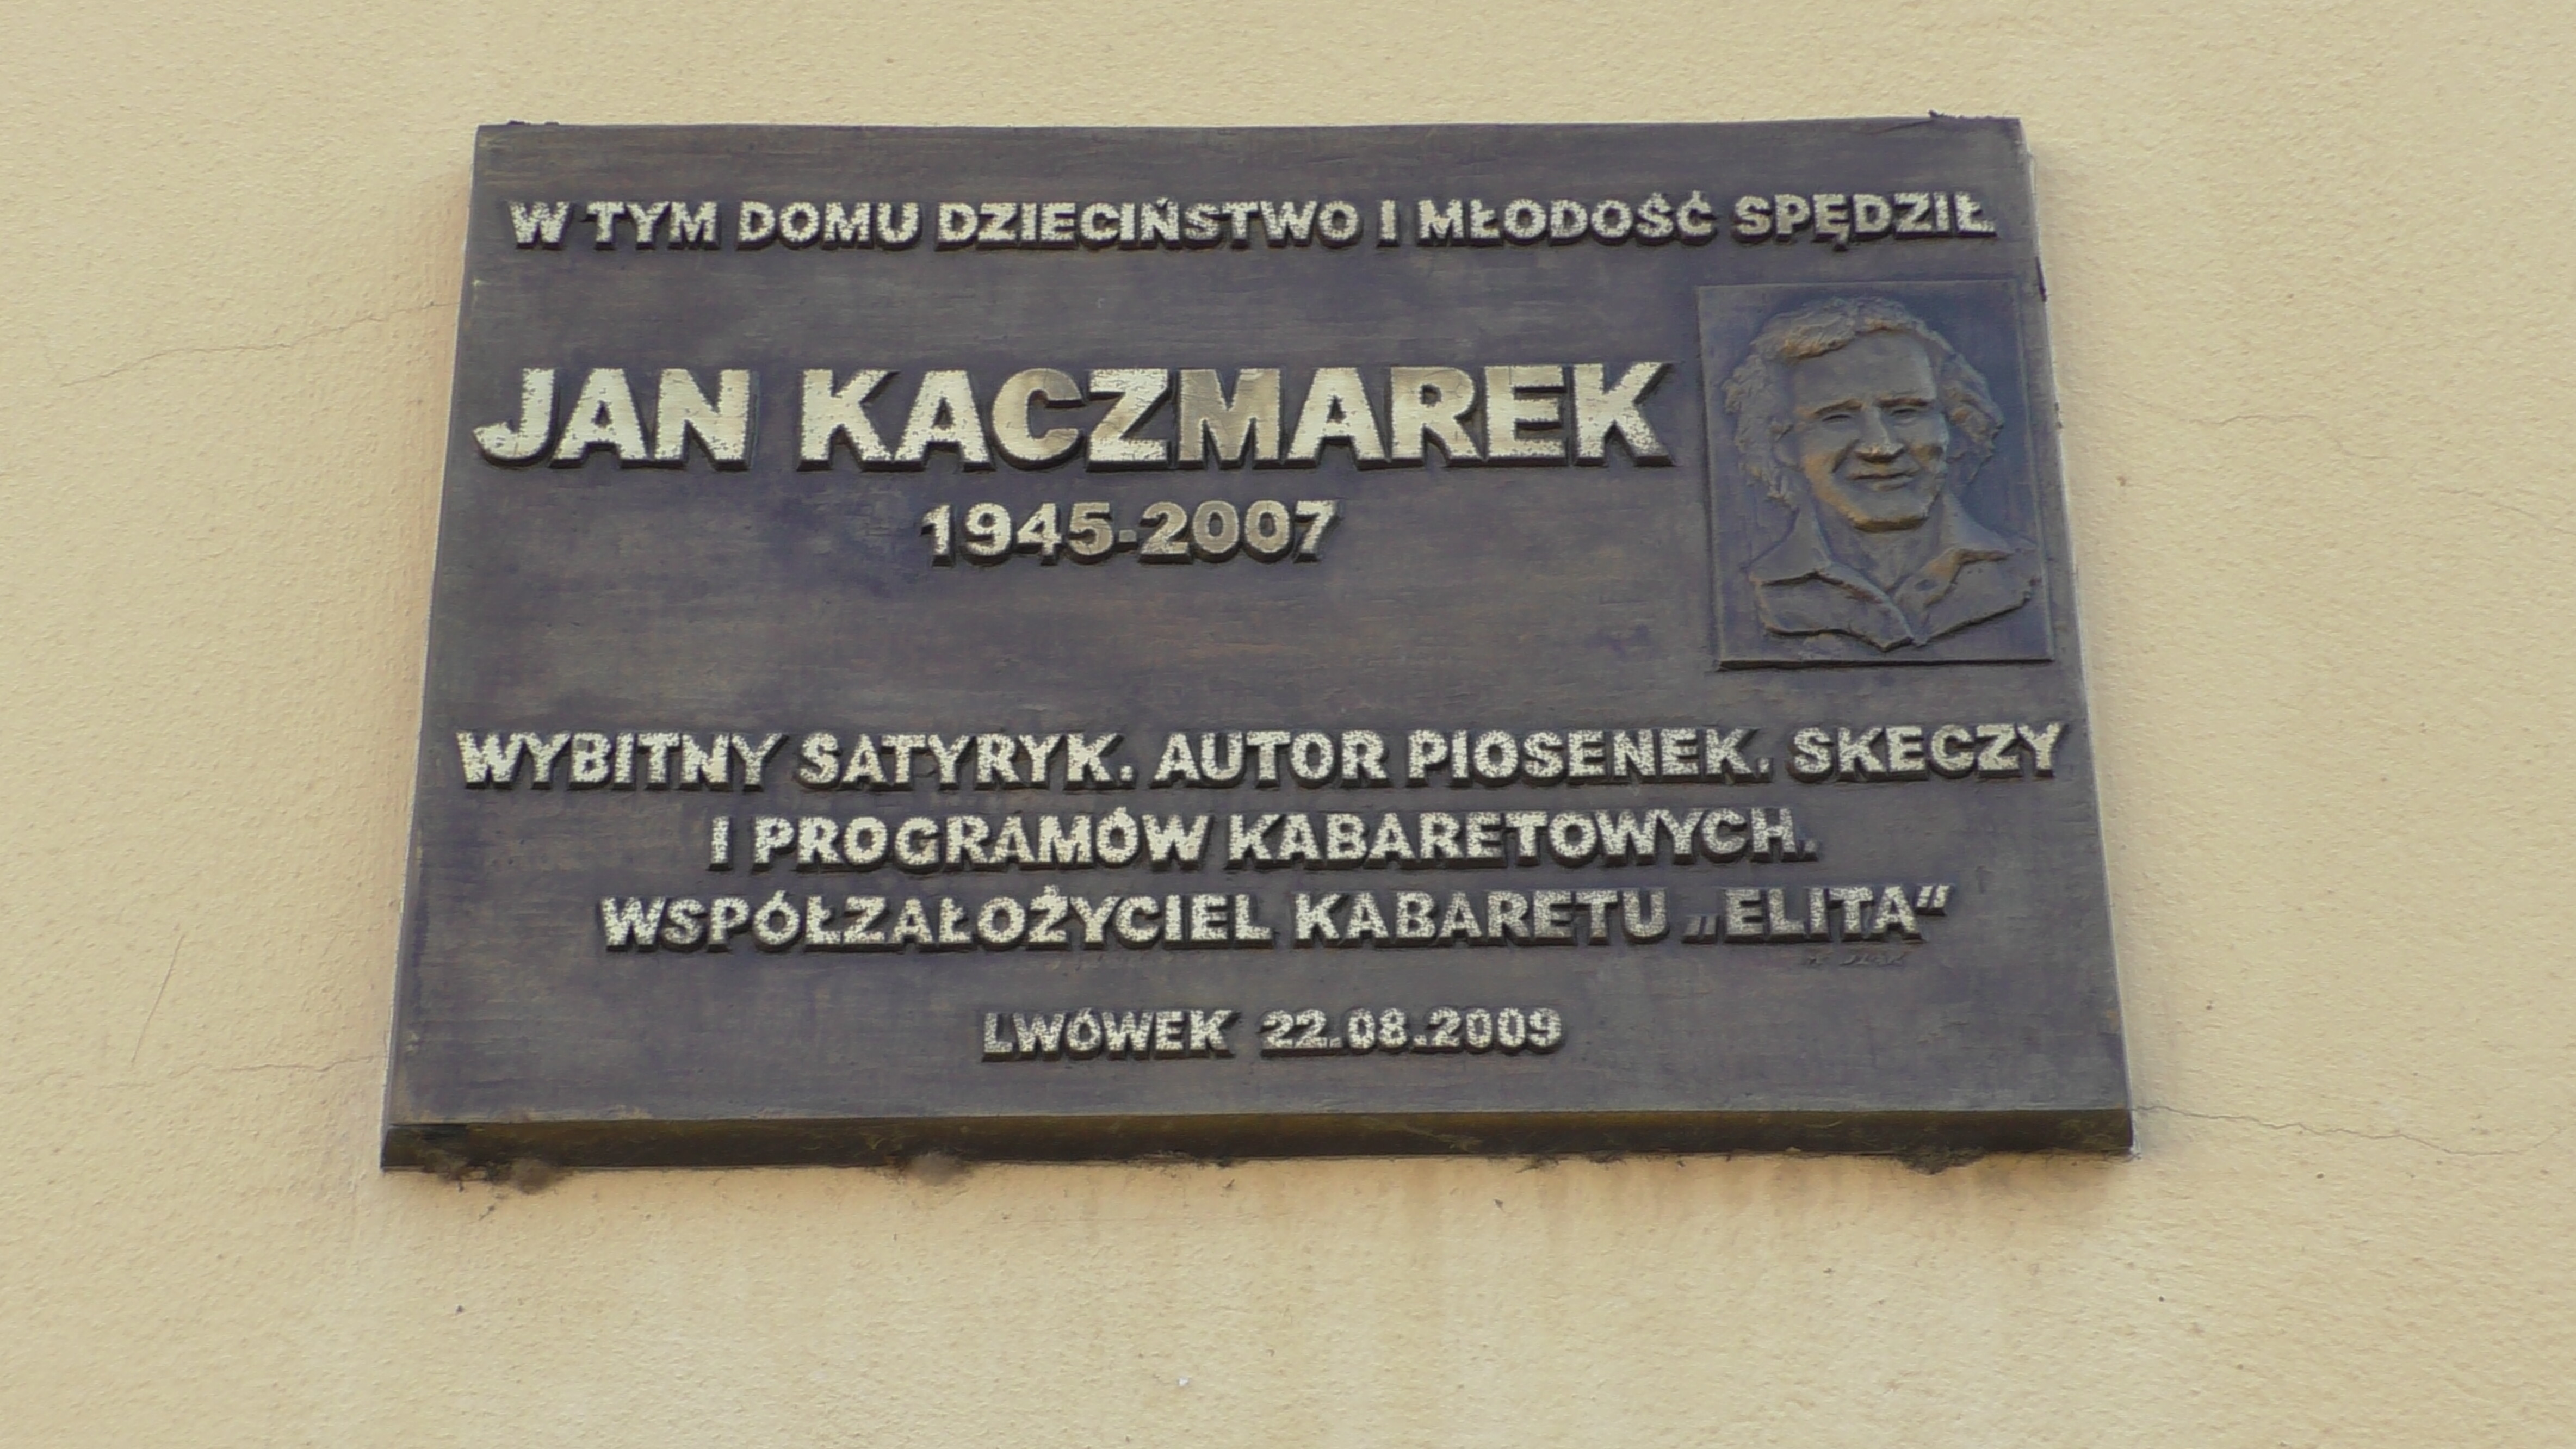 W TYM DOMU DZIECIŃSTWO I MŁODOŚĆ SPĘDZIŁ
JAN KACZMAREK
1945-2007
WYBITNY SATYRYK. AUTOR PIOSENEK. SKECZY
I PROGRAMÓW KABARETOWYCH.
WSPÓŁZAŁOŻYCIEL KABARETU „ELITA”
LWÓWEK 22.08.2009